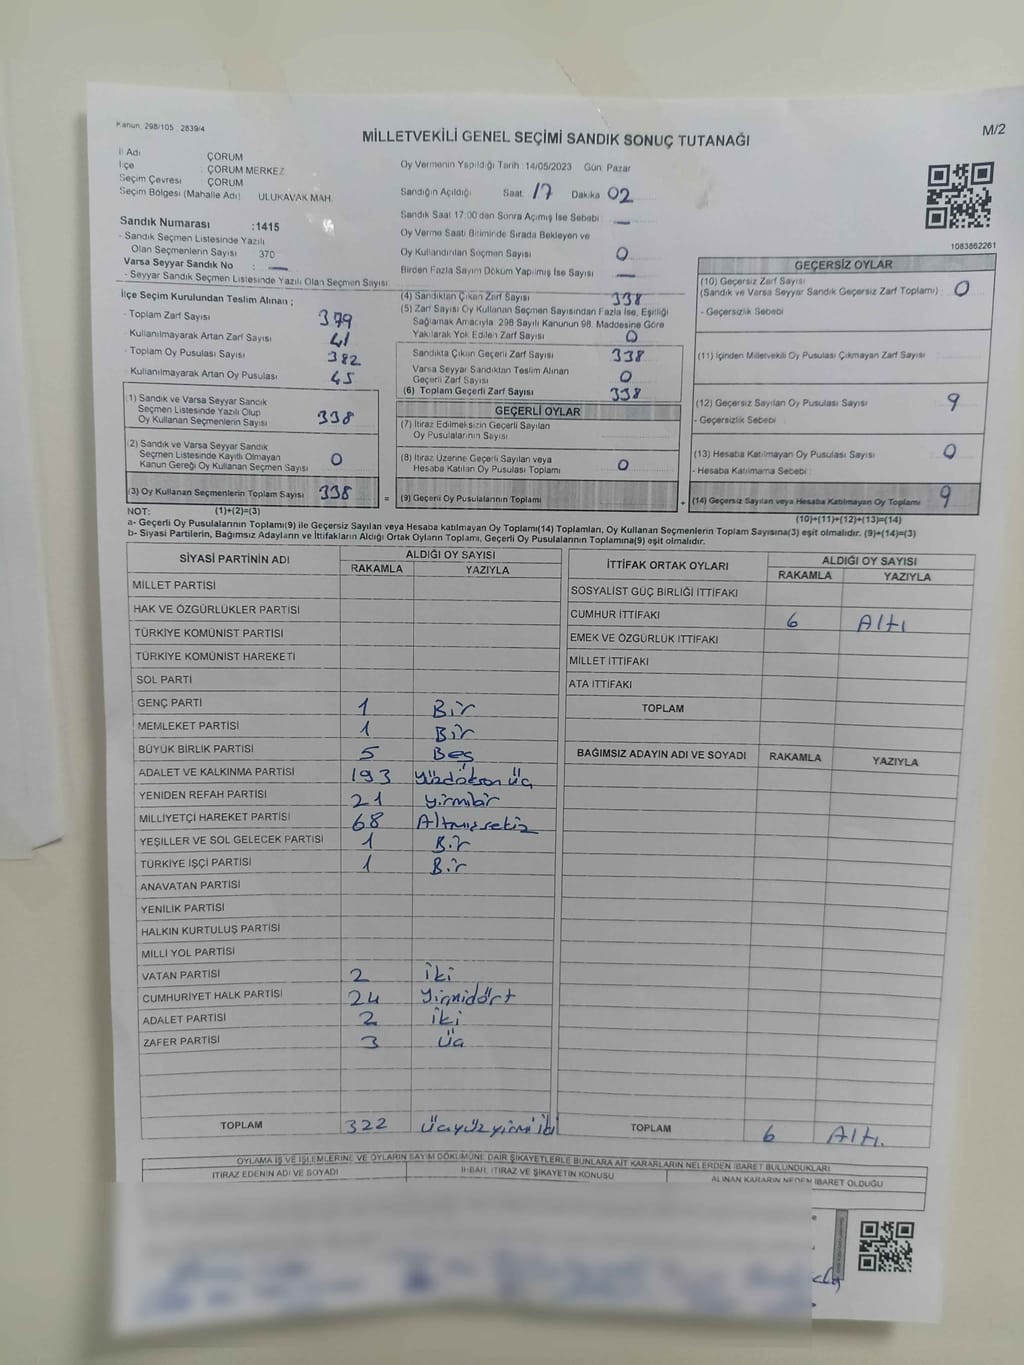 Kanun: 298/105 ; 2839/4
M/2
MİLLETVEKİLİ GENEL SEÇİMİ SANDIK SONUÇ TUTANAĞI
İl Adı : ÇORUM
İlçe : ÇORUM MERKEZ
Seçim Çevresi : ÇORUM
Seçim Bölgesi (Mahalle Adı) : ULUKAVAK MAH.
Sandık Numarası :1415
- Sandık Seçmen Listesinde Yazılı
Olan Seçmenlerin Sayısı : 370
Varsa Seyyar Sandık No : —
- Seyyar Sandık Seçmen Listesinde Yazılı Olan Seçmen Sayısı
Oy Vermenin Yapıldığı Tarih :14/05/2023 Gün: Pazar
Sandığın Açıldığı Saat: 17 Dakika 02
Sandık Saat 17:00'den Sonra Açılmış İse Sebebi : —
Oy Verme Saati Bitiminde Sırada Bekleyen ve
Oy Kullandırılan Seçmen Sayısı 0
Birden Fazla Sayım Döküm Yapılmış İse Sayısı —
1083662261
İlçe Seçim Kurulundan Teslim Alınan ;
- Toplam Zarf Sayısı 379
- Kullanılmayarak Artan Zarf Sayısı 41
- Toplam Oy Pusulası Sayısı 382
- Kullanılmayarak Artan Oy Pusulası 45
(1) Sandık ve Varsa Seyyar Sandık
Seçmen Listesinde Yazılı Olup
Oy Kullanan Seçmenlerin Sayısı 338
(2) Sandık ve Varsa Seyyar Sandık
Seçmen Listesinde Kayıtlı Olmayan
Kanun Gereği Oy Kullanan Seçmen Sayısı 0
(3) Oy Kullanan Seçmenlerin Toplam Sayısı 338
(4) Sandıktan Çıkan Zarf Sayısı 338
(5) Zarf Sayısı Oy Kullanan Seçmen Sayısından Fazla İse, Eşitliği
Sağlamak Amacıyla 298 Sayılı Kanunun 98. Maddesine Göre
Yakılarak Yok Edilen Zarf Sayısı 0
Sandıkta Çıkan Geçerli Zarf Sayısı 338
Varsa Seyyar Sandıktan Teslim Alınan
Geçerli Zarf Sayısı 0
(6) Toplam Geçerli Zarf Sayısı 338
GEÇERLİ OYLAR
(7) İtiraz Edilmeksizin Geçerli Sayılan
Oy Pusulalarının Sayısı
(8) İtiraz Üzerine Geçerli Sayılan veya
Hesaba Katılan Oy Pusulası Toplamı 0
= (9) Geçerli Oy Pusulalarının Toplamı
GEÇERSİZ OYLAR
(10) Geçersiz Zarf Sayısı
(Sandık ve Varsa Seyyar Sandık Geçersiz Zarf Toplamı) : 0
- Geçersizlik Sebebi
(11) İçinden Milletvekili Oy Pusulası Çıkmayan Zarf Sayısı
(12) Geçersiz Sayılan Oy Pusulası Sayısı 9
- Geçersizlik Sebebi
(13) Hesaba Katılmayan Oy Pusulası Sayısı 0
- Hesaba Katılmama Sebebi
+ (14) Geçersiz Sayılan veya Hesaba Katılmayan Oy Toplamı 9
NOT: (1)+(2)=(3)
(10)+(11)+(12)+(13)=(14)
a- Geçerli Oy Pusulalarının Toplamı(9) ile Geçersiz Sayılan veya Hesaba katılmayan Oy Toplamı(14) Toplamları, Oy Kullanan Seçmenlerin Toplam Sayısına(3) eşit olmalıdır. (9)+(14)=(3)
b- Siyasi Partilerin, Bağımsız Adayların ve İttifakların Aldığı Ortak Oyların Toplamı, Geçerli Oy Pusulalarının Toplamına(9) eşit olmalıdır.
SİYASİ PARTİNİN ADI ALDIĞI OY SAYISI
RAKAMLA YAZIYLA
MİLLET PARTİSİ
HAK VE ÖZGÜRLÜKLER PARTİSİ
TÜRKİYE KOMÜNİST PARTİSİ
TÜRKİYE KOMÜNİST HAREKETİ
SOL PARTİ
GENÇ PARTİ 1 Bir
MEMLEKET PARTİSİ 1 Bir
BÜYÜK BİRLİK PARTİSİ 5 Beş
ADALET VE KALKINMA PARTİSİ 193 Yüzdoksan üç
YENİDEN REFAH PARTİSİ 21 Yirmibir
MİLLİYETÇİ HAREKET PARTİSİ 68 Altmışsekiz
YEŞİLLER VE SOL GELECEK PARTİSİ 1 Bir
TÜRKİYE İŞÇİ PARTİSİ 1 Bir
ANAVATAN PARTİSİ
YENİLİK PARTİSİ
HALKIN KURTULUŞ PARTİSİ
MİLLİ YOL PARTİSİ
VATAN PARTİSİ 2 İki
CUMHURİYET HALK PARTİSİ 24 Yirmidört
ADALET PARTİSİ 2 İki
ZAFER PARTİSİ 3 Üç
TOPLAM 322 Üçyüzyirmi iki
İTTİFAK ORTAK OYLARI ALDIĞI OY SAYISI
RAKAMLA YAZIYLA
SOSYALİST GÜÇ BİRLİĞİ İTTİFAKI
CUMHUR İTTİFAKI 6 Altı
EMEK VE ÖZGÜRLÜK İTTİFAKI
MİLLET İTTİFAKI
ATA İTTİFAKI
TOPLAM
BAĞIMSIZ ADAYIN ADI VE SOYADI RAKAMLA YAZIYLA
TOPLAM 6 Altı
OYLAMA İŞ VE İŞLEMLERİNE VE OYLARIN SAYIM DÖKÜMÜNE DAİR ŞİKAYETLERLE BUNLARA AİT KARARLARIN NELERDEN İBARET BULUNDUKLARI
İTİRAZ EDENİN ADI VE SOYADI İHBAR, İTİRAZ VE ŞİKAYETİN KONUSU ALINAN KARARIN NEDEN İBARET OLDUĞU